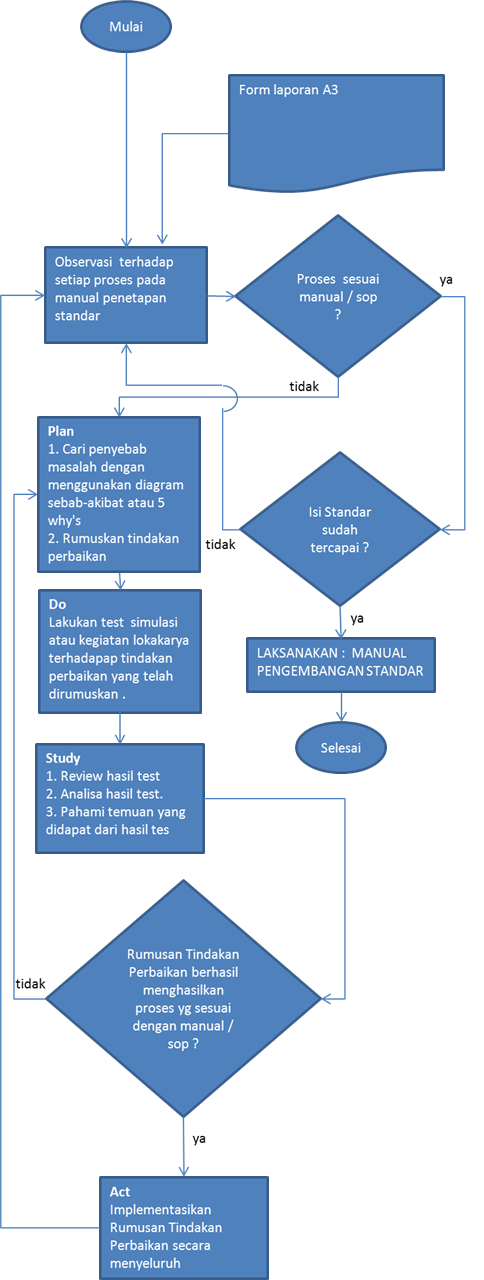 Mulai
Form laporan A3
Observasi terhadap
setiap proses pada
manual penetapan
standar
Proses sesuai
manual / sop
?
ya
tidak
Plan
1. Cari penyebab
masalah dengan
menggunakan diagram
sebab-akibat atau 5
why's
2. Rumuskan tindakan
perbaikan
Isi Standar
sudah
tercapai ?
tidak
ya
Do
Lakukan test simulasi
atau kegiatan lokakarya
terhadapap tindakan
perbaikan yang telah
dirumuskan .
LAKSANAKAN : MANUAL
PENGEMBANGAN STANDAR
Selesai
Study
1. Review hasil test
2. Analisa hasil test.
3. Pahami temuan yang
didapat dari hasil tes
Rumusan Tindakan
Perbaikan berhasil
menghasilkan
proses yg sesuai
dengan manual /
sop ?
tidak
ya
Act
Implementasikan
Rumusan Tindakan
Perbaikan secara
menyeluruh